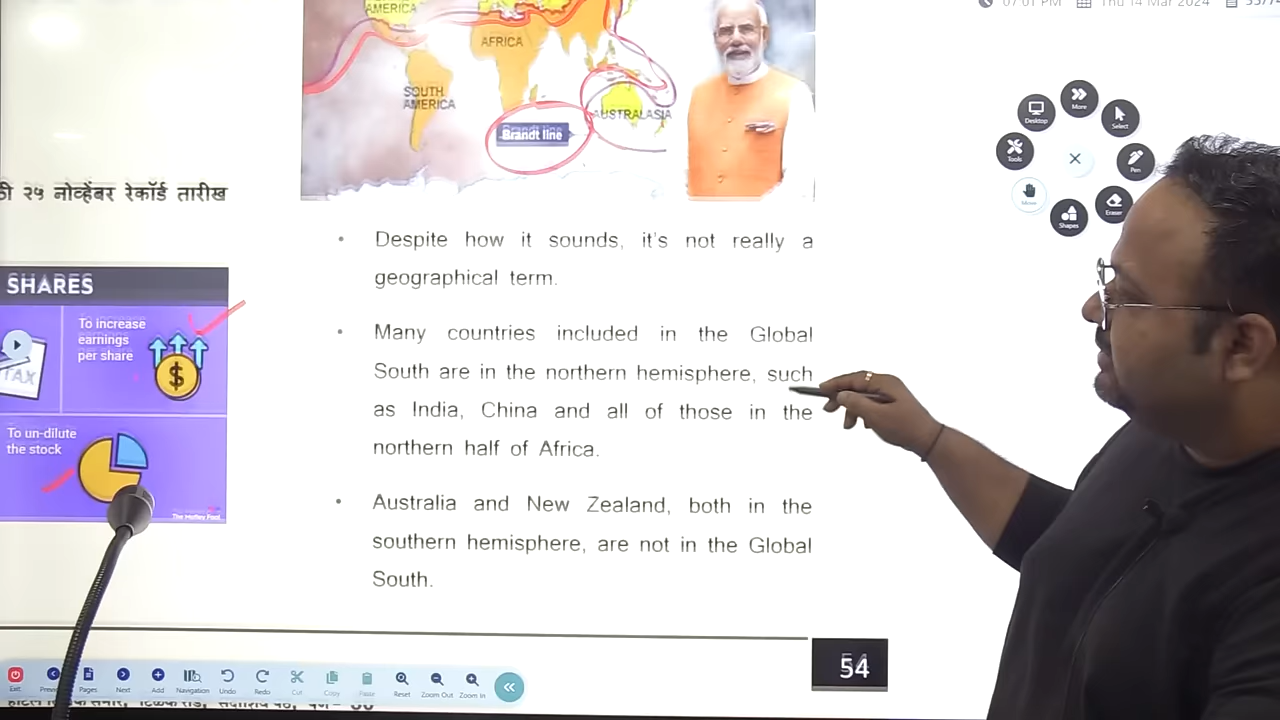 07:01 PM Thu 14 Mar 2024
AMERICA
AFRICA
SOUTH
AMERICA
AUSTRALASIA
Brandt line
More
Desktop
Select
Tools
Pen
Move
Eraser
Shapes
२५ नोव्हेंबर रेकॉर्ड तारीख
SHARES
To increase
earnings
per share
TAX
$
To un-dilute
the stock
The Motley Fool
• Despite how it sounds, it's not really a
geographical term.
• Many countries included in the Global
South are in the northern hemisphere, such
as India, China and all of those in the
northern half of Africa.
• Australia and New Zealand, both in the
southern hemisphere, are not in the Global
South.
54
Exit Pages Next Add Navigation Undo Redo Cut Copy Paste Reset Zoom Out Zoom In